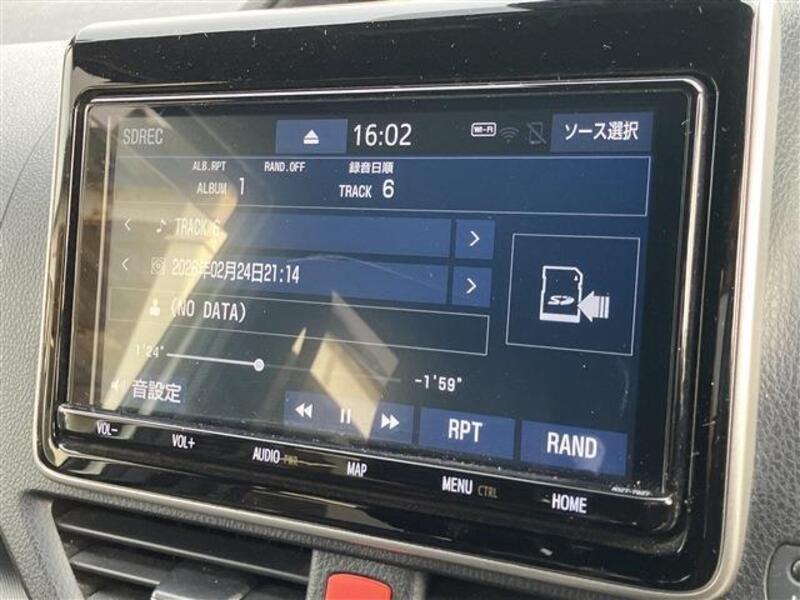 SDREC 16:02 Wi-Fi ソース選択
ALB.RPT RAND.OFF 録音日順
ALBUM 1 TRACK 6
TRACK 6
2026年02月24日21:14
(NO DATA)
SD
1'24" -1'59"
音設定 RPT RAND
VOL- VOL+ AUDIO PWR MAP MENU CTRL HOME